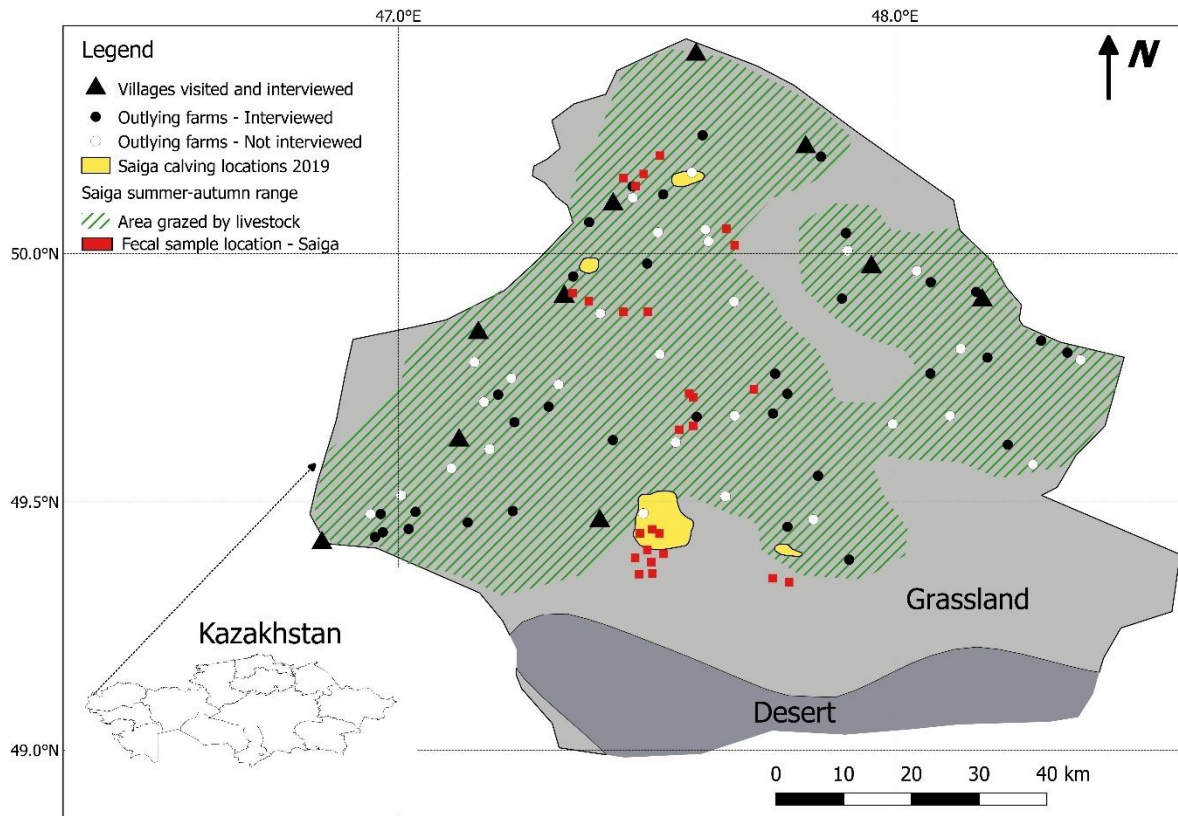 47.0°E
48.0°E
Legend
Villages visited and interviewed
Outlying farms - Interviewed
Outlying farms - Not interviewed
Saiga calving locations 2019
Saiga summer-autumn range
Area grazed by livestock
Fecal sample location - Saiga
N
50.0°N
49.5°N
49.0°N
Grassland
Kazakhstan
Desert
0 10 20 30 40 km